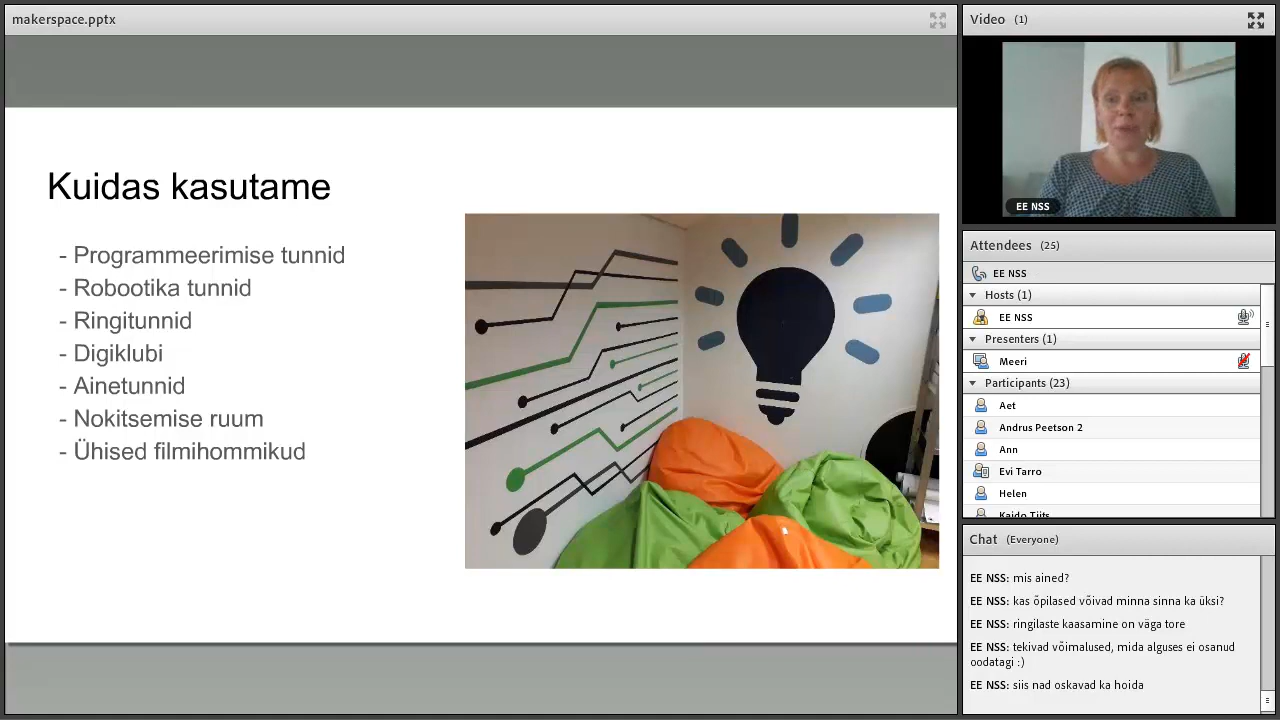 makerspace.pptx
Kuidas kasutame
- Programmeerimise tunnid
- Robootika tunnid
- Ringitunnid
- Digiklubi
- Ainetunnid
- Nokitsemise ruum
- Ühised filmihommikud
Video (1)
EE NSS
Attendees (25)
EE NSS
Hosts (1)
EE NSS
Presenters (1)
Meeri
Participants (23)
Aet
Andrus Peetson 2
Ann
Evi Tarro
Helen
Kaido Tiits
Chat (Everyone)
EE NSS: mis ained?
EE NSS: kas õpilased võivad minna sinna ka üksi?
EE NSS: ringilaste kaasamine on väga tore
EE NSS: tekivad võimalused, mida alguses ei osanud
oodatagi :)
EE NSS: siis nad oskavad ka hoida